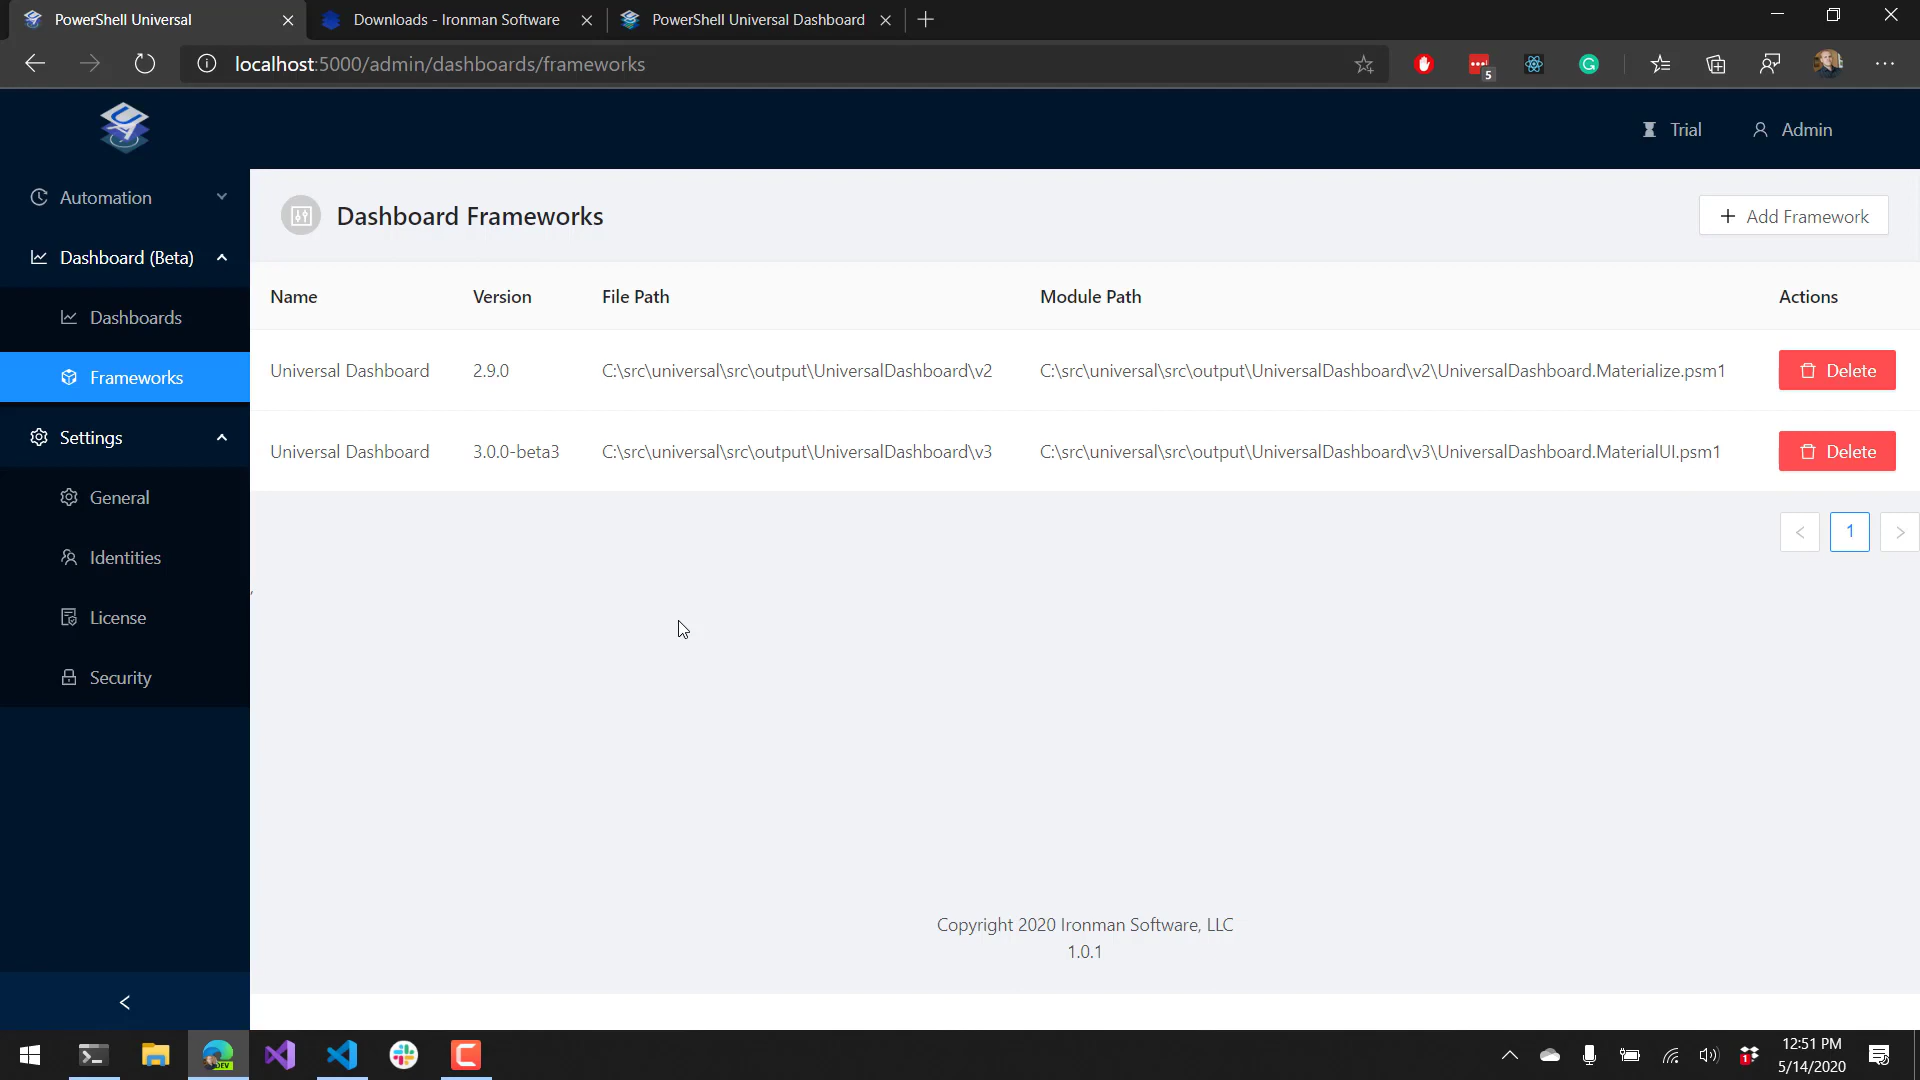 PowerShell Universal
Downloads - Ironman Software
PowerShell Universal Dashboard
localhost:5000/admin/dashboards/frameworks
5
Trial
Admin
Automation
Dashboard (Beta)
Dashboards
Frameworks
Settings
General
Identities
License
Security
Dashboard Frameworks
Add Framework
Name Version File Path Module Path Actions
Universal Dashboard 2.9.0 C:\src\universal\src\output\UniversalDashboard\v2 C:\src\universal\src\output\UniversalDashboard\v2\UniversalDashboard.Materialize.psm1 Delete
Universal Dashboard 3.0.0-beta3 C:\src\universal\src\output\UniversalDashboard\v3 C:\src\universal\src\output\UniversalDashboard\v3\UniversalDashboard.MaterialUI.psm1 Delete
< 1 >
Copyright 2020 Ironman Software, LLC
1.0.1
DEV
1
12:51 PM
5/14/2020